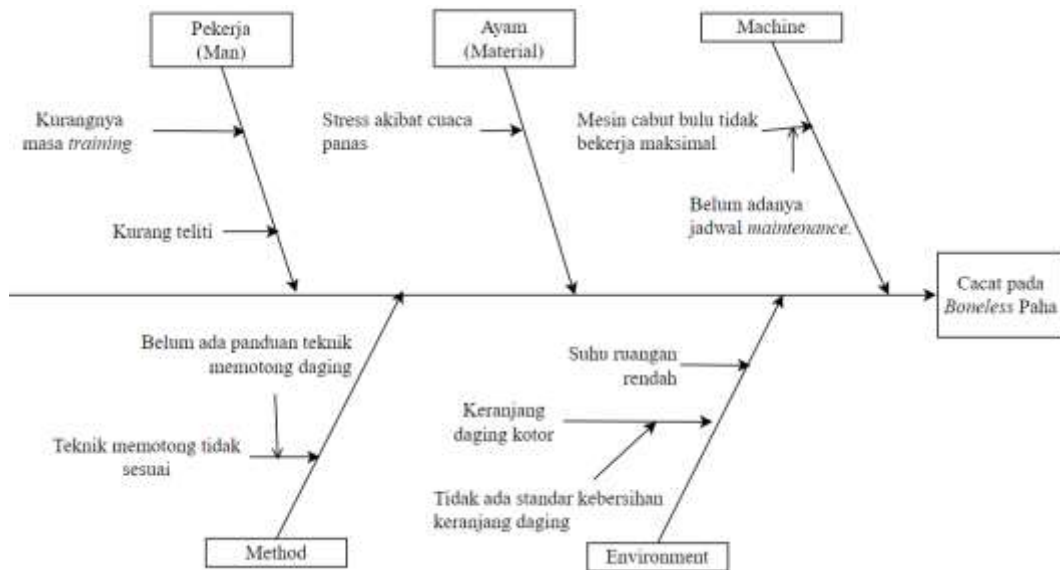 Pekerja
(Man)
Ayam
(Material)
Machine
Kurangnya
masa training
Stress akibat cuaca
panas
Mesin cabut bulu tidak
bekerja maksimal
Belum adanya
jadwal maintenance.
Kurang teliti
Cacat pada
Boneless Paha
Belum ada panduan teknik
memotong daging
Suhu ruangan
rendah
Keranjang
daging kotor
Teknik memotong tidak
sesuai
Tidak ada standar kebersihan
keranjang daging
Method
Environment